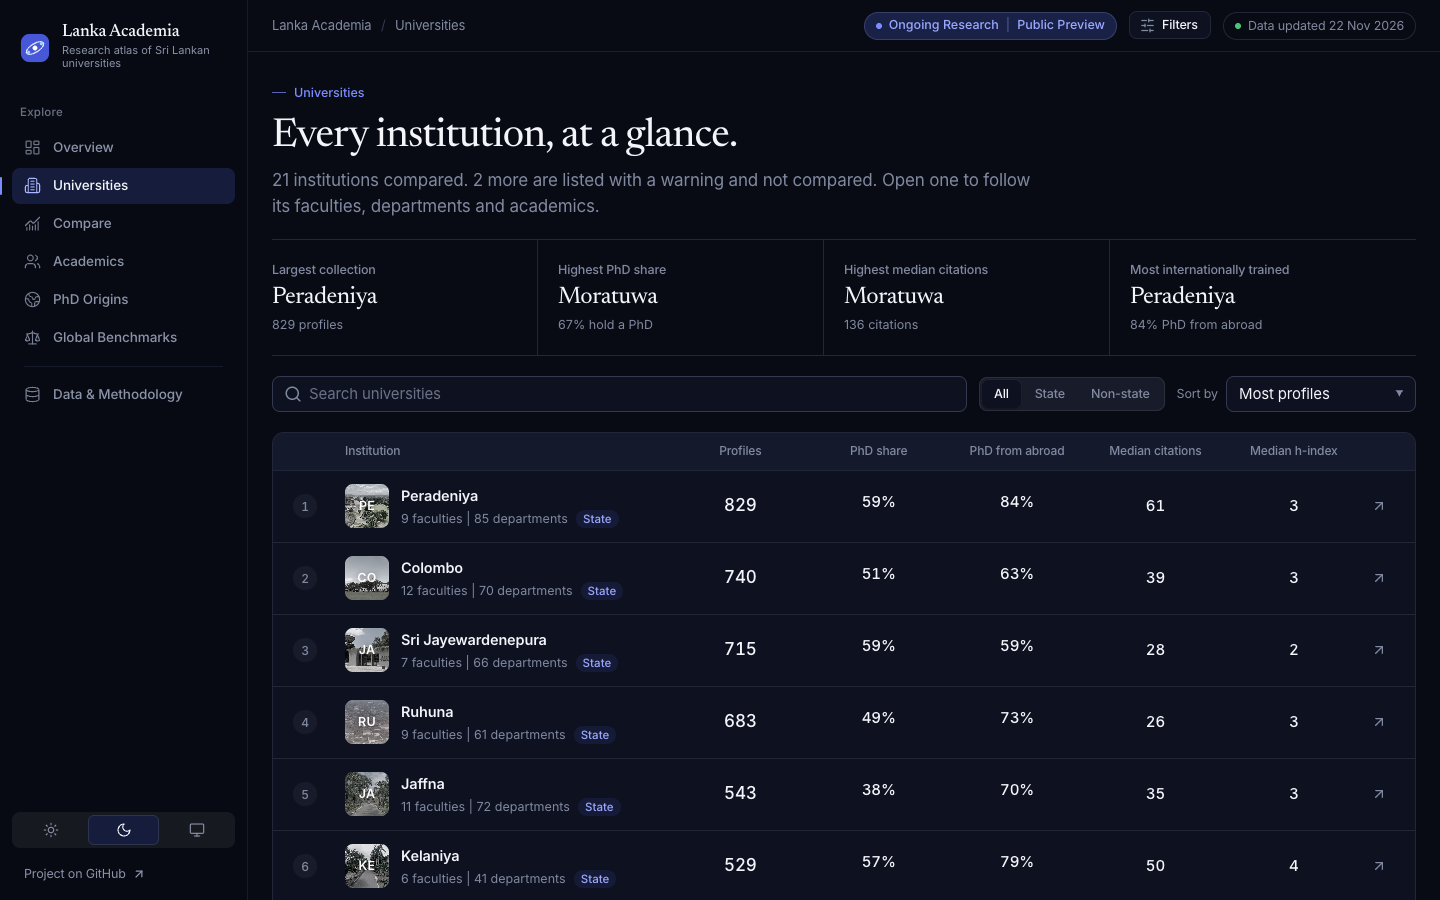 Lanka Academia
Research atlas of Sri Lankan
universities
Explore
Overview
Universities
Compare
Academics
PhD Origins
Global Benchmarks
Data & Methodology
Project on GitHub
Lanka Academia / Universities
Ongoing Research | Public Preview
Filters
Data updated 22 Nov 2026
— Universities
Every institution, at a glance.
21 institutions compared. 2 more are listed with a warning and not compared. Open one to follow
its faculties, departments and academics.
Largest collection
Peradeniya
829 profiles
Highest PhD share
Moratuwa
67% hold a PhD
Highest median citations
Moratuwa
136 citations
Most internationally trained
Peradeniya
84% PhD from abroad
Search universities
All State Non-state
Sort by
Most profiles
Institution Profiles PhD share PhD from abroad Median citations Median h-index
1 PE Peradeniya 829 59% 84% 61 3
9 faculties | 85 departments State
2 CO Colombo 740 51% 63% 39 3
12 faculties | 70 departments State
3 JA Sri Jayewardenepura 715 59% 59% 28 2
7 faculties | 66 departments State
4 RU Ruhuna 683 49% 73% 26 3
9 faculties | 61 departments State
5 JA Jaffna 543 38% 70% 35 3
11 faculties | 72 departments State
6 KE Kelaniya 529 57% 79% 50 4
6 faculties | 41 departments State